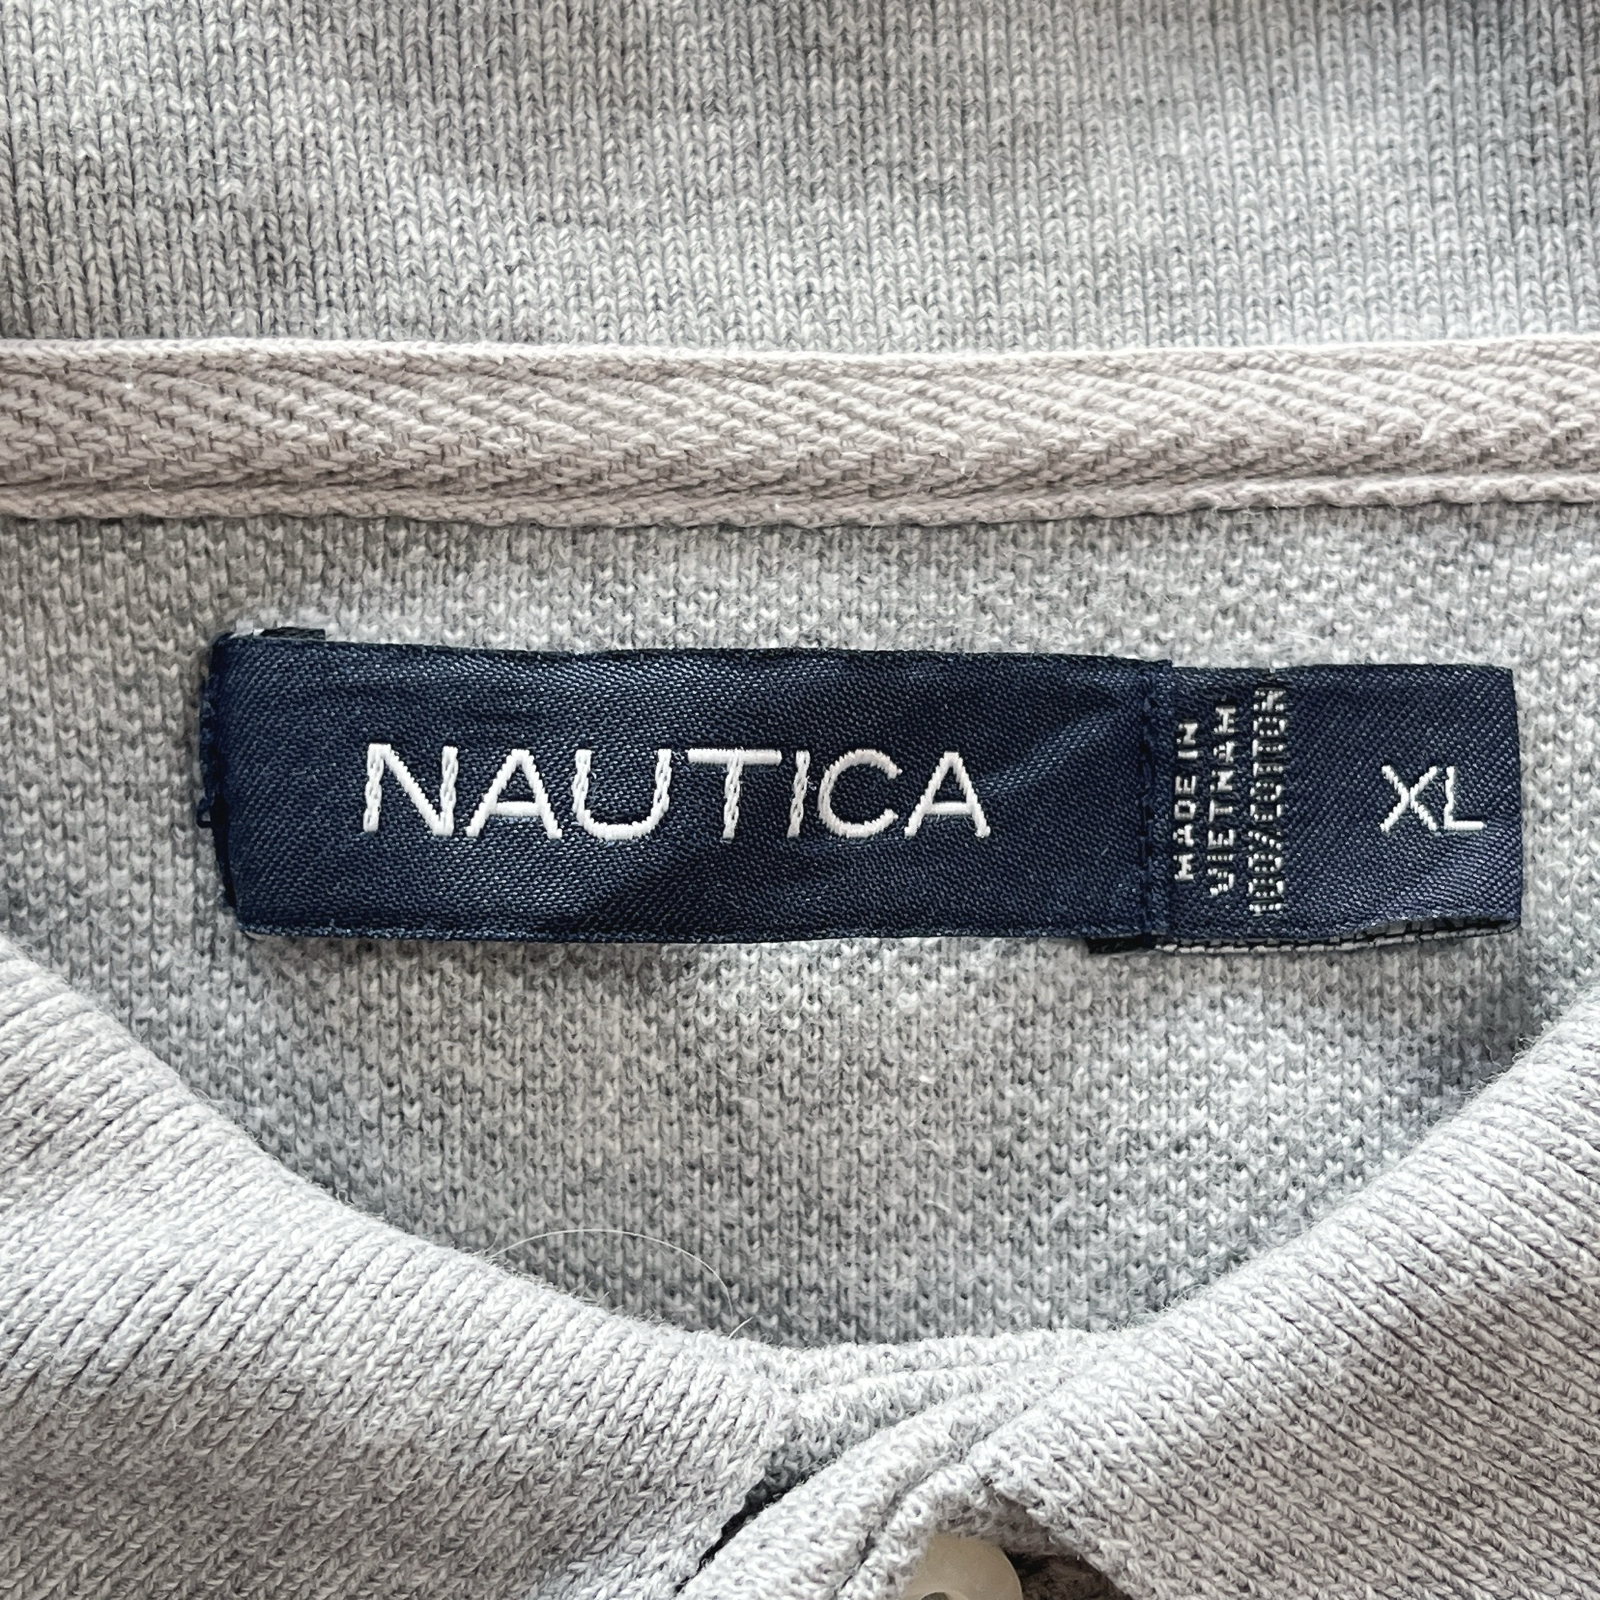 NAUTICA
MADE IN
VIETNAM
100% COTTON
XL